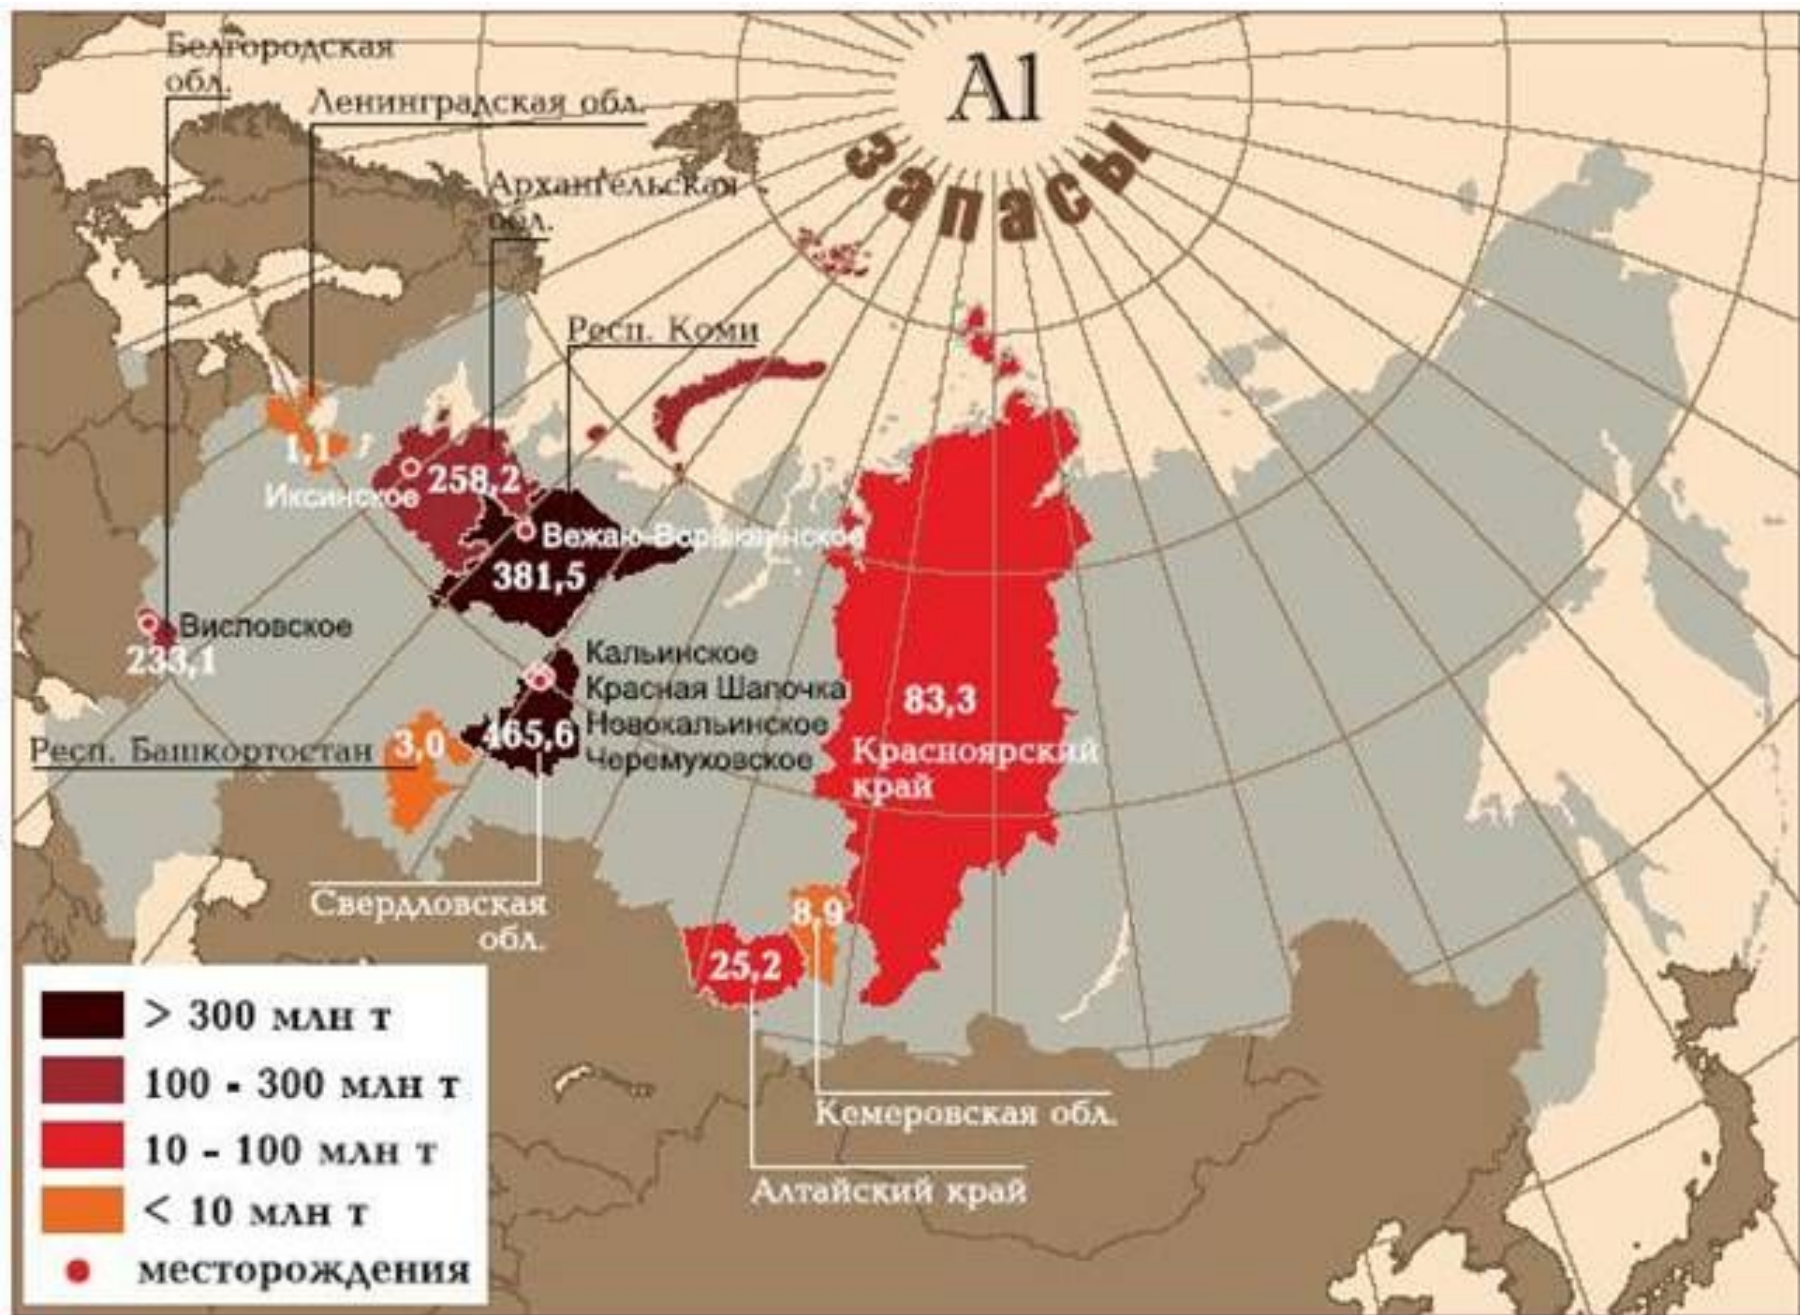 Al
запасы
Белгородская
обл.
Ленинградская обл.
Архангельская
обл.
Респ. Коми
1,1
258,2
Иксинское
Вежаю-Ворыквинское
381,5
Висловское
233,1
Кальинское
Красная Шапочка
Новокальинское
Черемуховское
465,6
Респ. Башкортостан
3,0
83,3
Красноярский
край
Свердловская
обл.
8,9
25,2
Кемеровская обл.
Алтайский край
> 300 млн т
100 - 300 млн т
10 - 100 млн т
< 10 млн т
месторождения